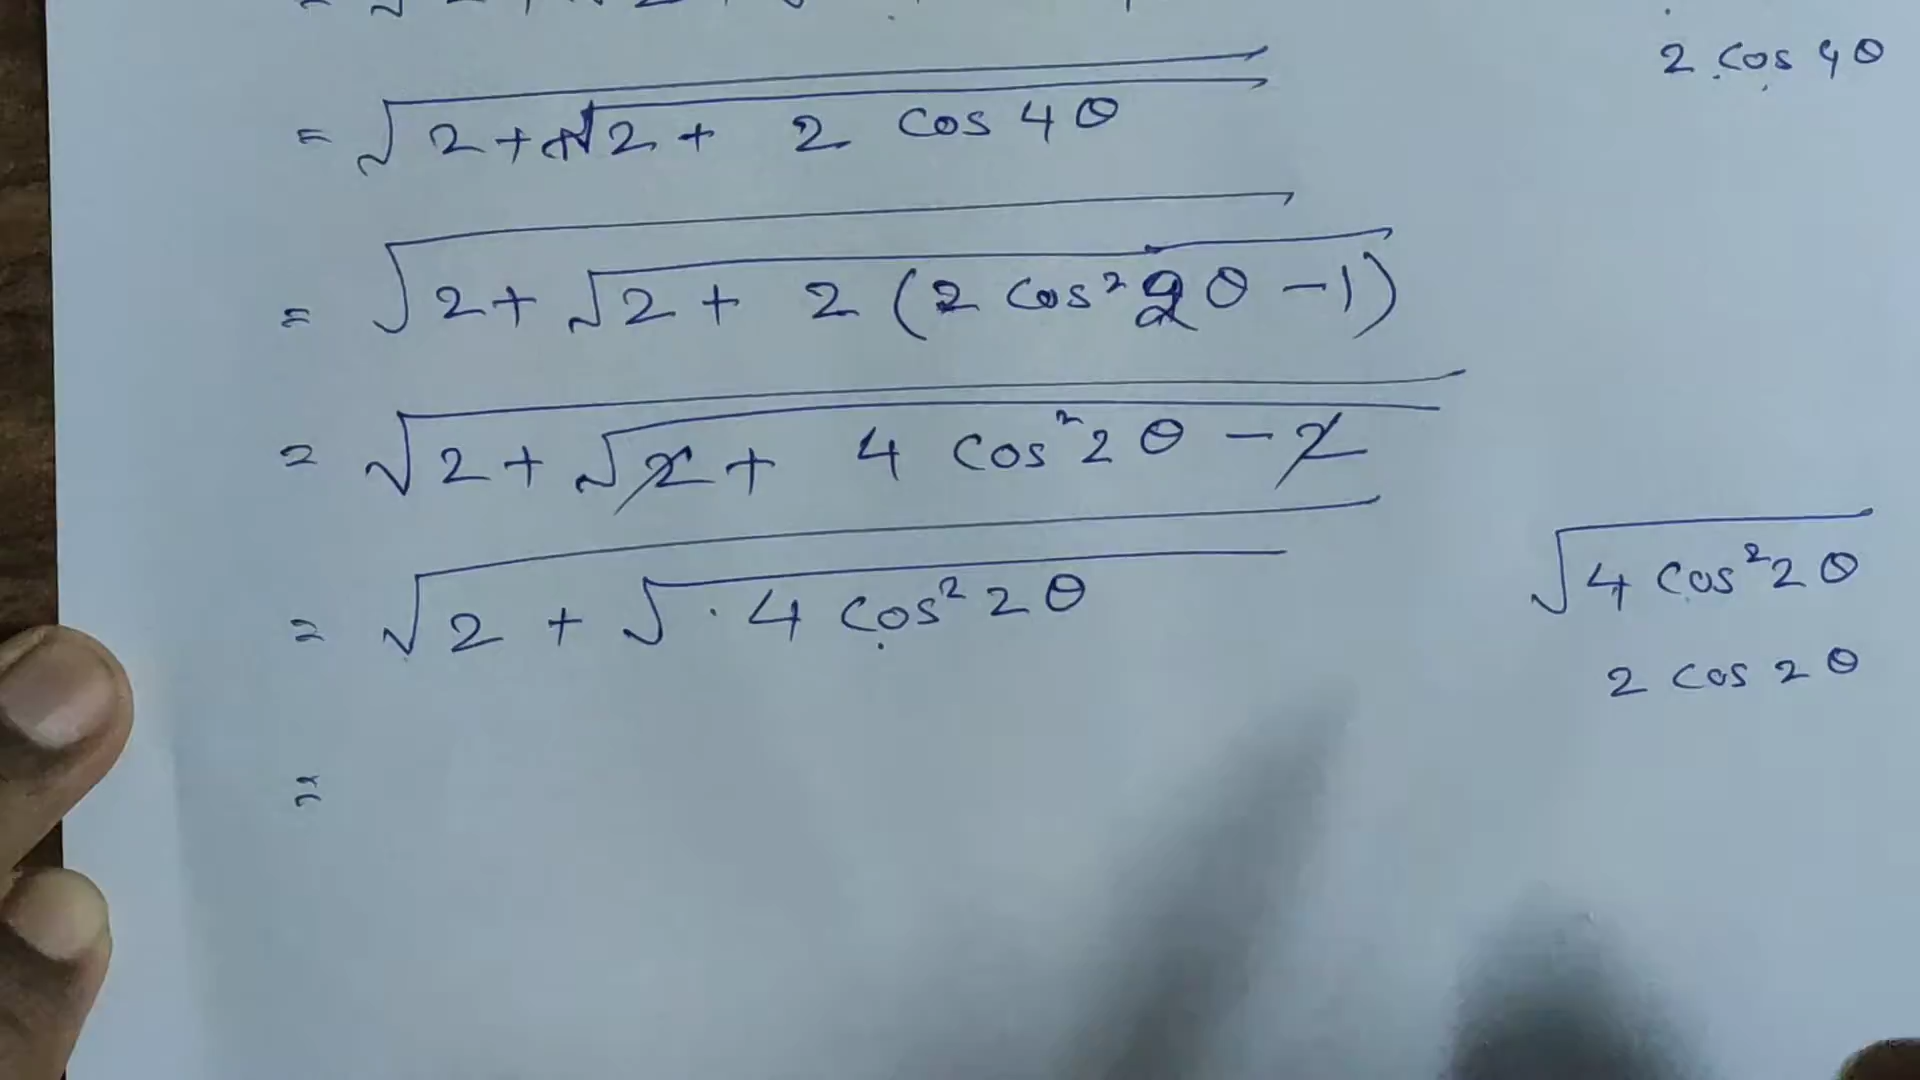 2 cos 4θ
= √(2 + √(2 + 2 cos 4θ))
= √(2 + √(2 + 2 (2 cos² 2θ − 1)))
= √(2 + √(2 + 4 cos² 2θ − 2))
= √(2 + √(4 cos² 2θ))
√(4 cos² 2θ)
2 cos 2θ
=